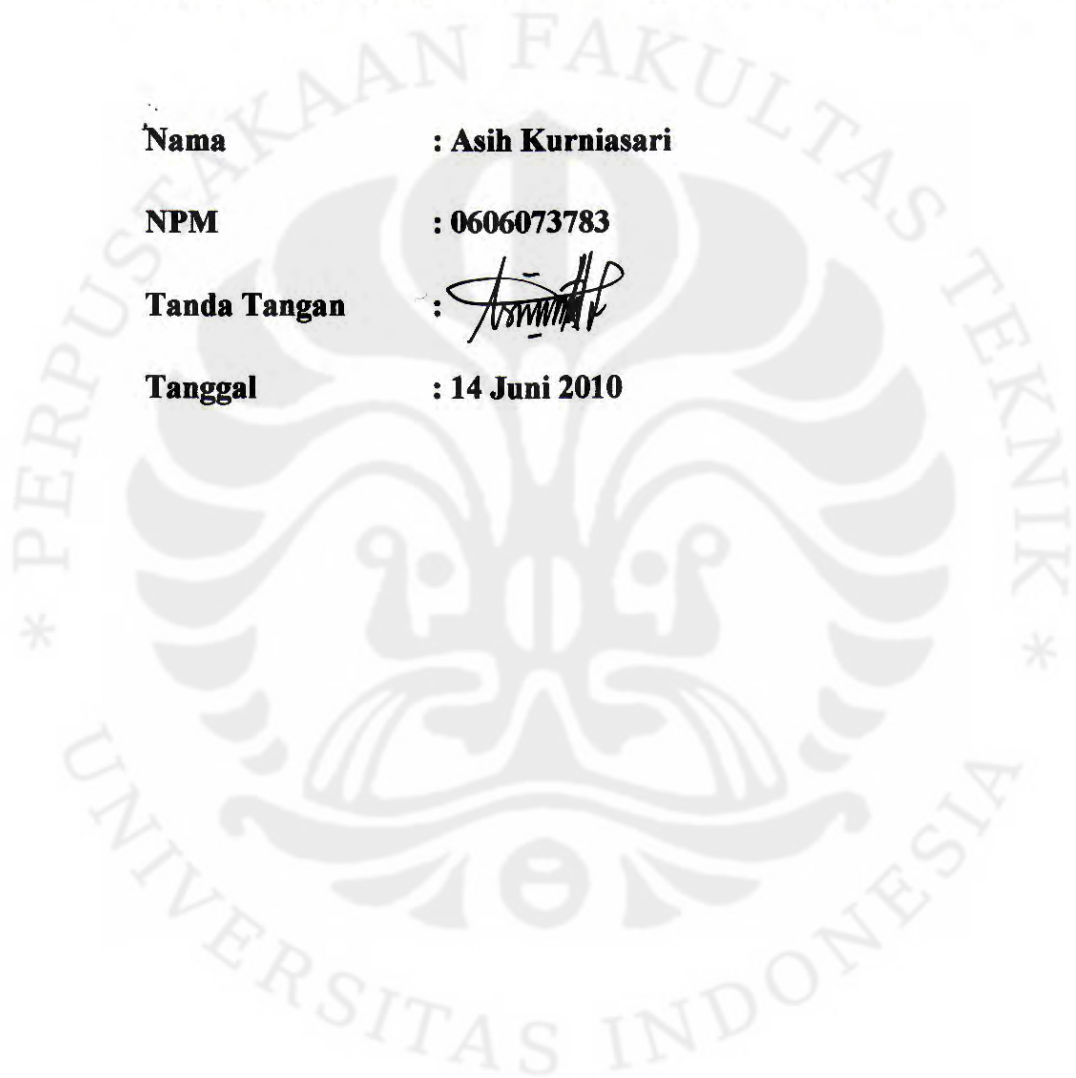 Nama : Asih Kurniasari
NPM : 0606073783
Tanda Tangan :
Tanggal : 14 Juni 2010
* PERPUSTAKAAN FAKULTAS TEKNIK *
UNIVERSITAS INDONESIA